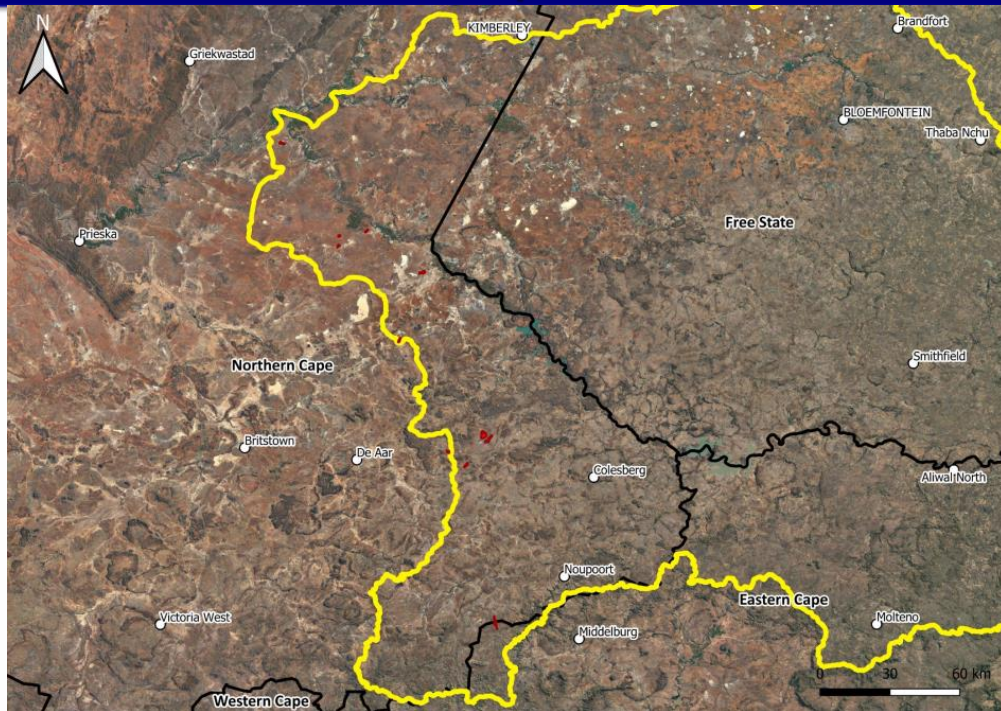 N
KIMBERLEY
Brandfort
Griekwastad
BLOEMFONTEIN
Thaba Nchu
Free State
Prieska
Northern Cape
Smithfield
Britstown
De Aar
Colesberg
Aliwal North
Noupoort
Eastern Cape
Victoria West
Middelburg
Molteno
0 30 60 km
Western Cape